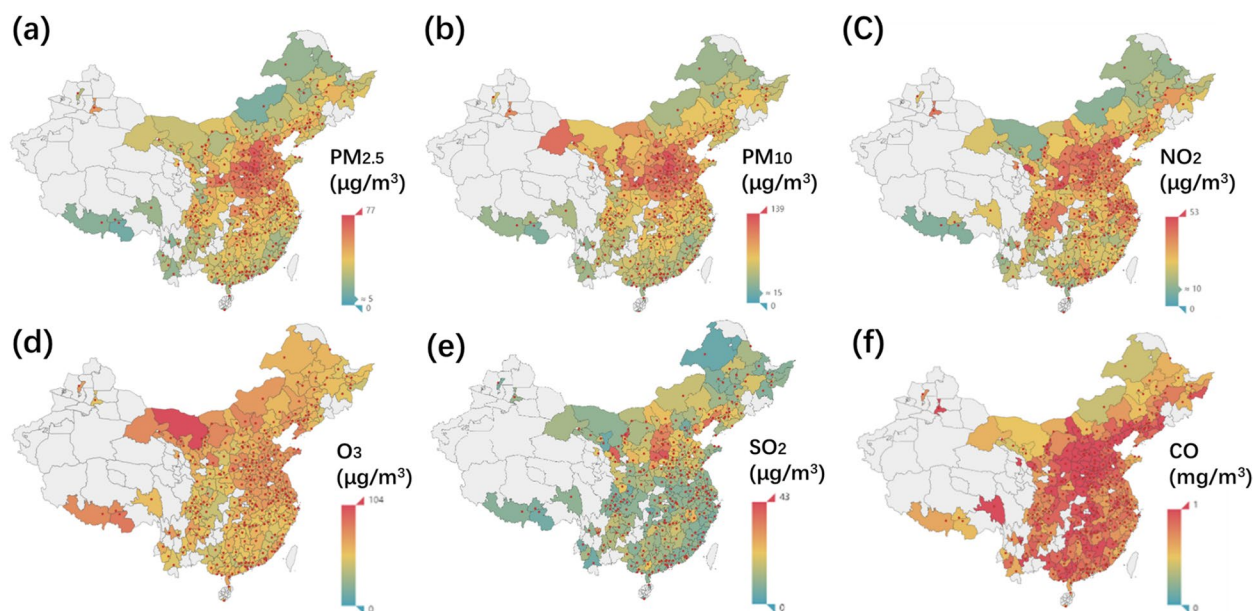 (a)
PM2.5
(μg/m³)
77
= 5
0
(b)
PM10
(μg/m³)
139
= 15
0
(C)
NO2
(μg/m³)
53
= 10
0
(d)
O3
(μg/m³)
104
0
(e)
SO2
(μg/m³)
43
0
(f)
CO
(mg/m³)
1
0